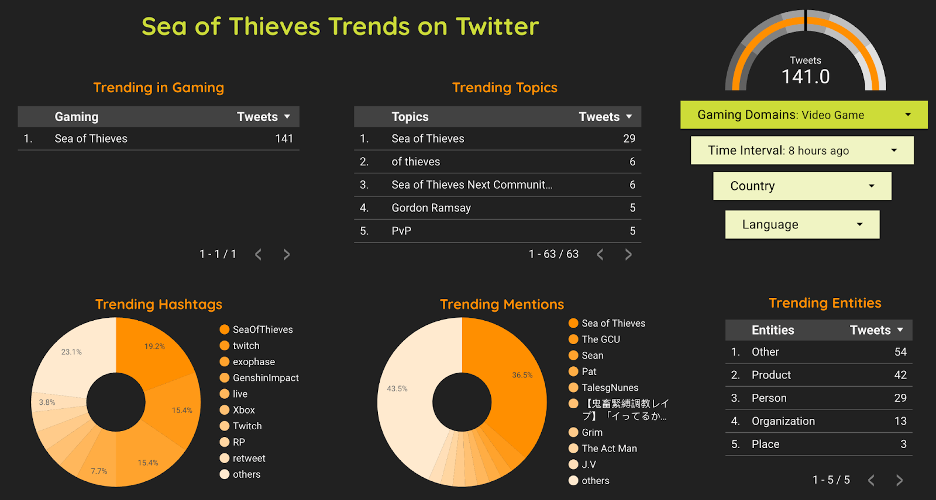 Sea of Thieves Trends on Twitter
Tweets
141.0
Gaming Domains: Video Game
Time Interval: 8 hours ago
Country
Language
Trending in Gaming
Gaming Tweets
1. Sea of Thieves 141
1 - 1 / 1
Trending Topics
Topics Tweets
1. Sea of Thieves 29
2. of thieves 6
3. Sea of Thieves Next Communit... 6
4. Gordon Ramsay 5
5. PvP 5
1 - 63 / 63
Trending Hashtags
19.2%
15.4%
15.4%
7.7%
3.8%
23.1%
SeaOfThieves
twitch
exophase
GenshinImpact
live
Xbox
Twitch
RP
retweet
others
Trending Mentions
36.5%
43.5%
Sea of Thieves
The GCU
Sean
Pat
TalesgNunes
【鬼畜緊縛調教レイ
プ】「イってるか...
Grim
The Act Man
J.V
others
Trending Entities
Entities Tweets
1. Other 54
2. Product 42
3. Person 29
4. Organization 13
5. Place 3
1 - 5 / 5